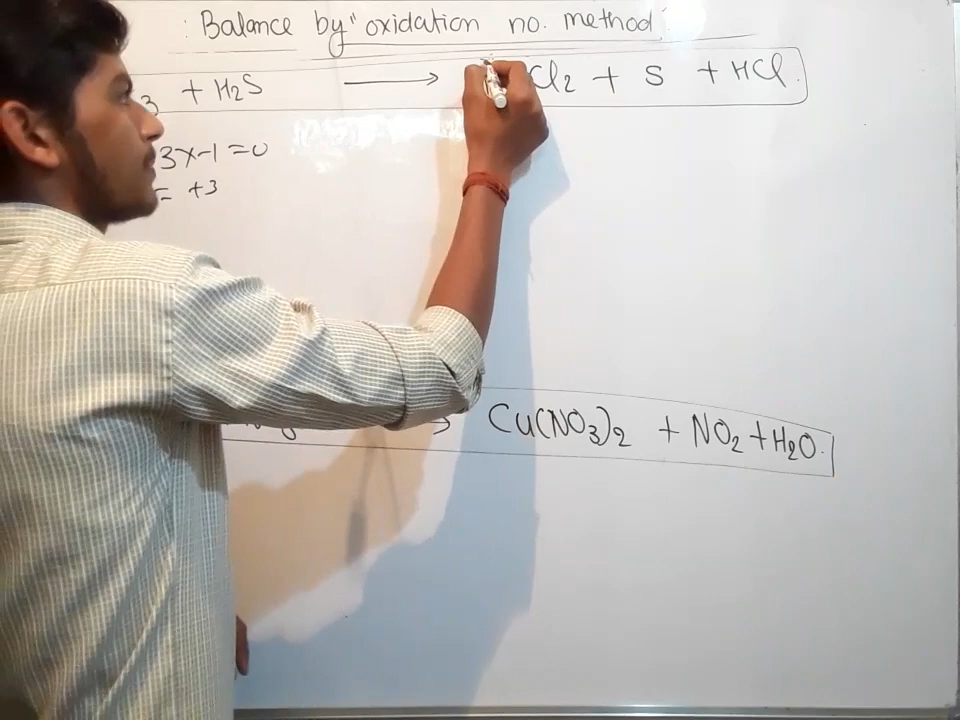 : Balance by "oxidation no. method."
3 + H2S ⟶ Cl2 + S + HCl.
3x-1 = 0
= +3
→ Cu(NO3)2 + NO2 + H2O.